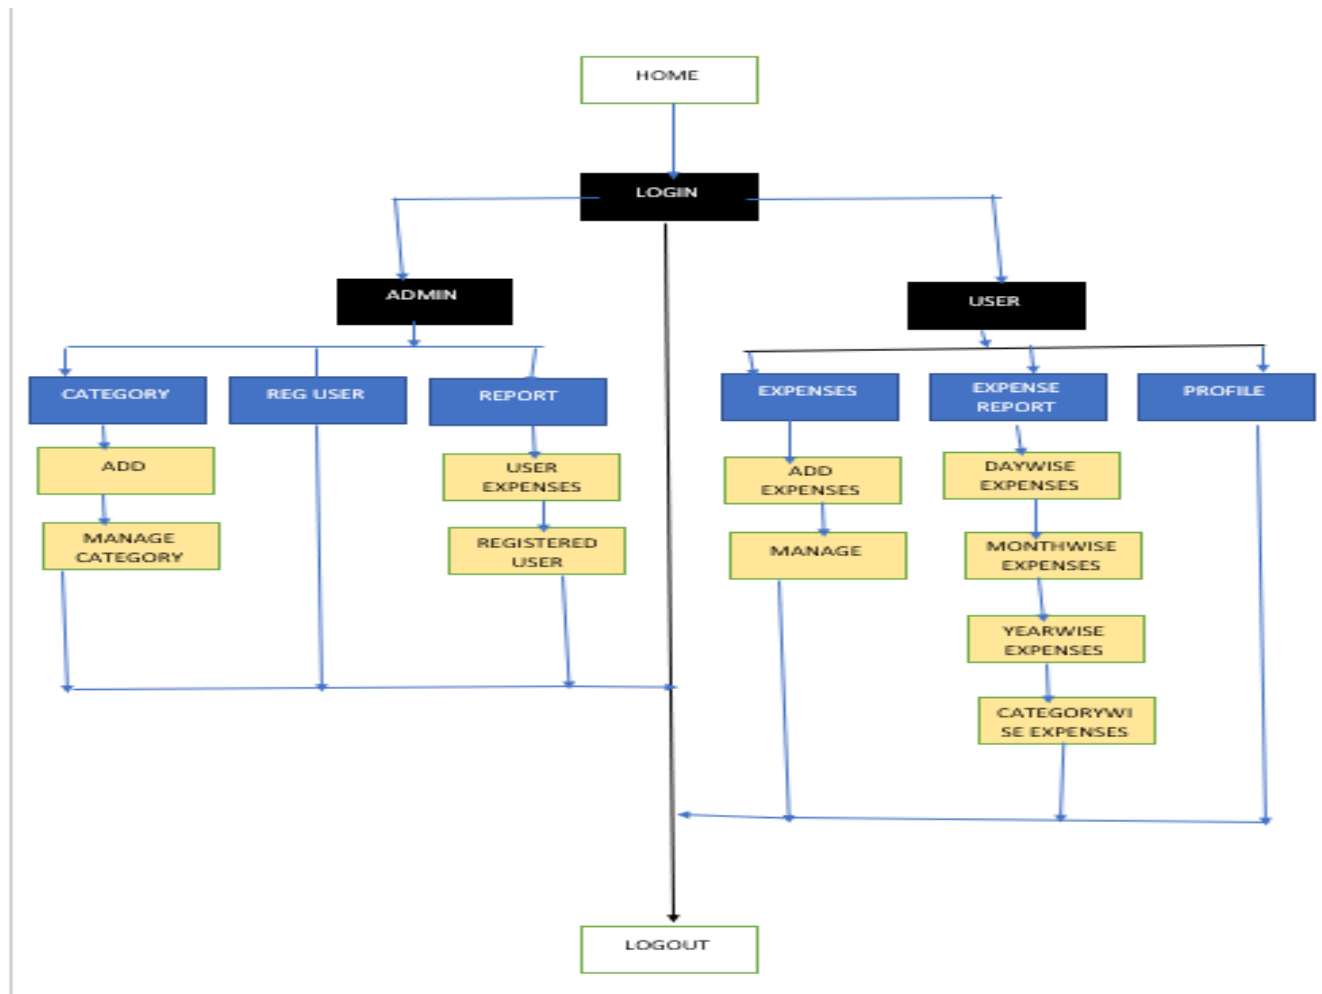 HOME
LOGIN
ADMIN
USER
CATEGORY
REG USER
REPORT
EXPENSES
EXPENSE
REPORT
PROFILE
ADD
USER
EXPENSES
ADD
EXPENSES
DAYWISE
EXPENSES
MANAGE
CATEGORY
REGISTERED
USER
MANAGE
MONTHWISE
EXPENSES
YEARWISE
EXPENSES
CATEGORYWI
SE EXPENSES
LOGOUT